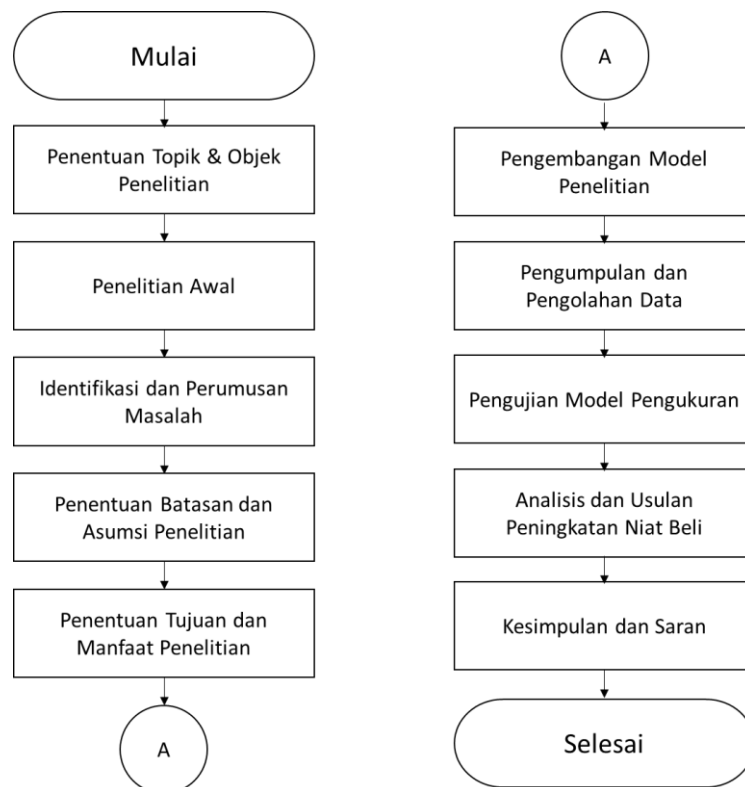 Mulai
Penentuan Topik & Objek
Penelitian
Penelitian Awal
Identifikasi dan Perumusan
Masalah
Penentuan Batasan dan
Asumsi Penelitian
Penentuan Tujuan dan
Manfaat Penelitian
A
A
Pengembangan Model
Penelitian
Pengumpulan dan
Pengolahan Data
Pengujian Model Pengukuran
Analisis dan Usulan
Peningkatan Niat Beli
Kesimpulan dan Saran
Selesai